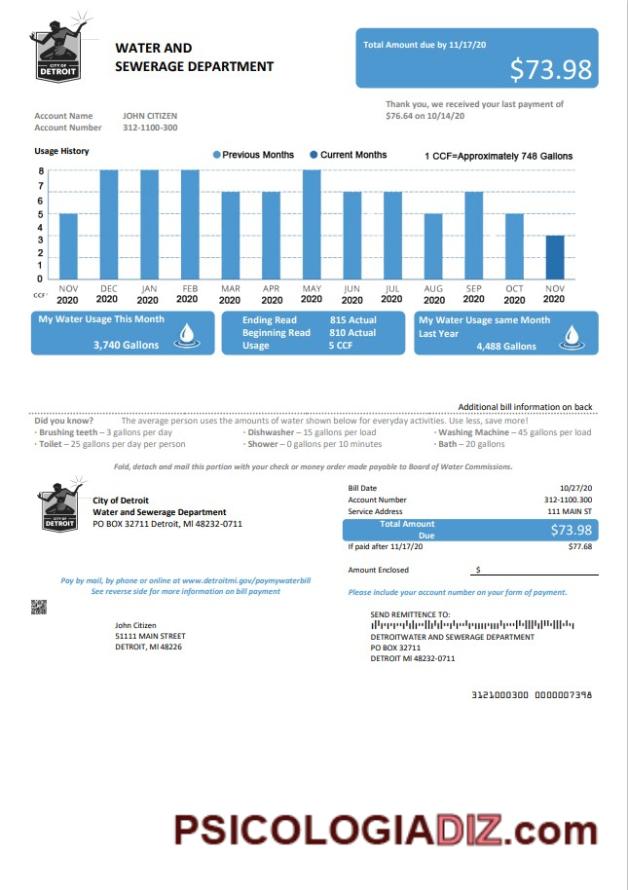 CITY OF
DETROIT
WATER AND
SEWERAGE DEPARTMENT
Total Amount due by 11/17/20
$73.98
Thank you, we received your last payment of
$76.64 on 10/14/20
Account Name JOHN CITIZEN
Account Number 312-1100-300
Usage History
Previous Months Current Months 1 CCF=Approximately 748 Gallons
8
7
6
5
4
3
2
1
0
CCF
NOV DEC JAN FEB MAR APR MAY JUN JUL AUG SEP OCT NOV
2020 2020 2020 2020 2020 2020 2020 2020 2020 2020 2020 2020 2020
My Water Usage This Month
3,740 Gallons
Ending Read 815 Actual
Beginning Read 810 Actual
Usage 5 CCF
My Water Usage same Month
Last Year
4,488 Gallons
Additional bill information on back
Did you know? The average person uses the amounts of water shown below for everyday activities. Use less, save more!
· Brushing teeth – 3 gallons per day · Dishwasher – 15 gallons per load · Washing Machine – 45 gallons per load
· Toilet – 25 gallons per day per person · Shower – 0 gallons per 10 minutes · Bath – 20 gallons
Fold, detach and mail this portion with your check or money order made payable to Board of Water Commissions.
CITY OF
DETROIT
City of Detroit
Water and Sewerage Department
PO BOX 32711 Detroit, MI 48232-0711
Bill Date 10/27/20
Account Number 312-1100.300
Service Address 111 MAIN ST
Total Amount
Due $73.98
If paid after 11/17/20 $77.68
Amount Enclosed $
Pay by mail, by phone or online at www.detroitmi.gov/paymywaterbill
See reverse side for more information on bill payment
Please include your account number on your form of payment.
John Citizen
51111 MAIN STREET
DETROIT, MI 48226
SEND REMITTANCE TO:
DETROITWATER AND SEWERAGE DEPARTMENT
PO BOX 32711
DETROIT MI 48232-0711
3121000300 0000007398
PSICOLOGIADIZ.com